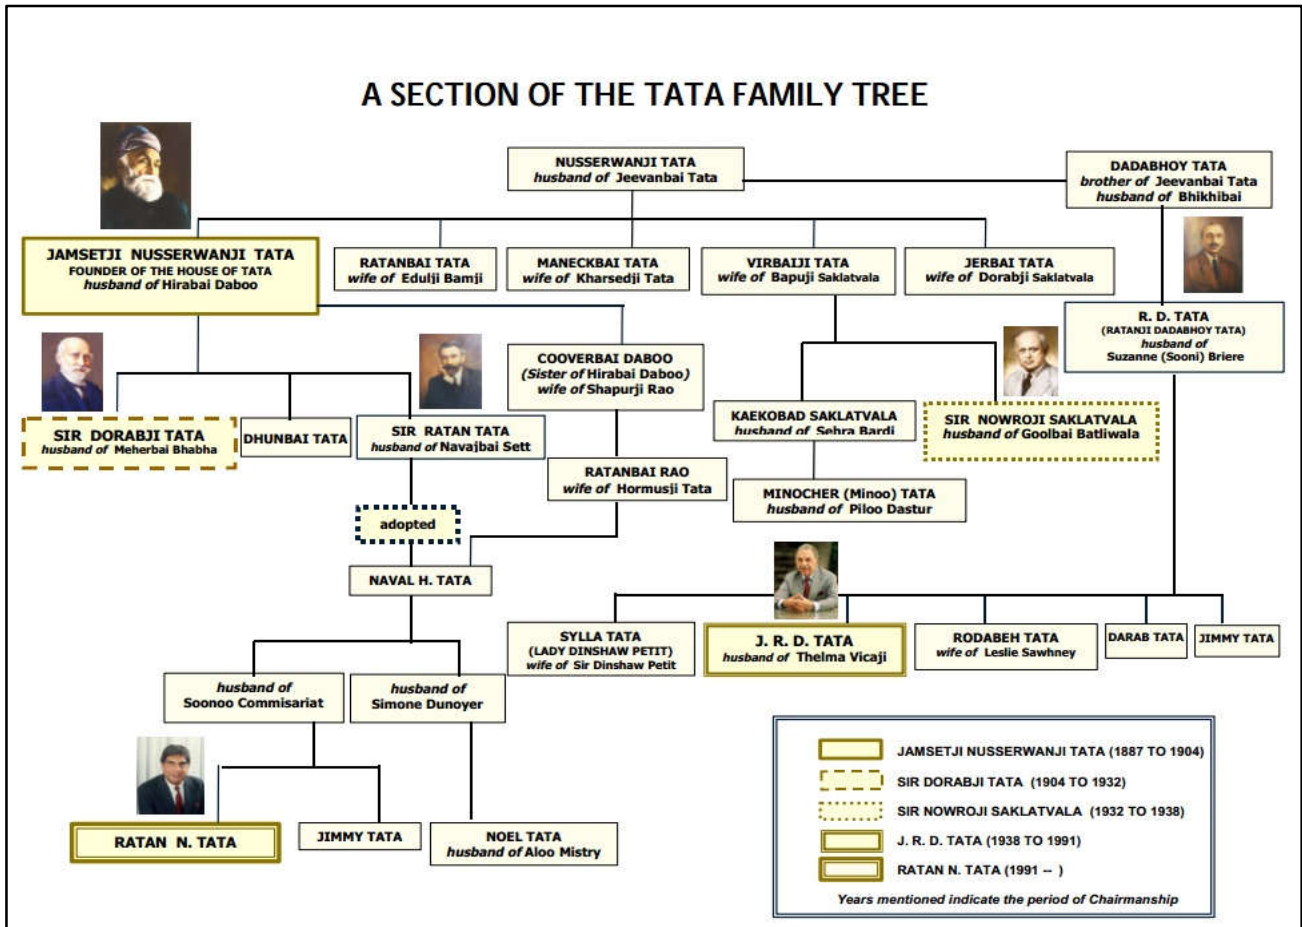 A SECTION OF THE TATA FAMILY TREE
NUSSERWANJI TATA
husband of Jeevanbai Tata
DADABHOY TATA
brother of Jeevanbai Tata
husband of Bhikhibai
JAMSETJI NUSSERWANJI TATA
FOUNDER OF THE HOUSE OF TATA
husband of Hirabai Daboo
RATANBAI TATA
wife of Edulji Bamji
MANECKBAI TATA
wife of Kharsedji Tata
VIRBAIJI TATA
wife of Bapuji Saklatvala
JERBAI TATA
wife of Dorabji Saklatvala
R. D. TATA
(RATANJI DADABHOY TATA)
husband of
Suzanne (Sooni) Briere
COOVERBAI DABOO
(Sister of Hirabai Daboo)
wife of Shapurji Rao
SIR DORABJI TATA
husband of Meherbai Bhabha
DHUNBAI TATA
SIR RATAN TATA
husband of Navajbai Sett
KAEKOBAD SAKLATVALA
husband of Sehra Bardi
SIR NOWROJI SAKLATVALA
husband of Goolbai Batliwala
RATANBAI RAO
wife of Hormusji Tata
MINOCHER (Minoo) TATA
husband of Piloo Dastur
adopted
NAVAL H. TATA
SYLLA TATA
(LADY DINSHAW PETIT)
wife of Sir Dinshaw Petit
J. R. D. TATA
husband of Thelma Vicaji
RODABEH TATA
wife of Leslie Sawhney
DARAB TATA
JIMMY TATA
husband of
Soonoo Commisariat
husband of
Simone Dunoyer
RATAN N. TATA
JIMMY TATA
NOEL TATA
husband of Aloo Mistry
JAMSETJI NUSSERWANJI TATA (1887 TO 1904)
SIR DORABJI TATA (1904 TO 1932)
SIR NOWROJI SAKLATVALA (1932 TO 1938)
J. R. D. TATA (1938 TO 1991)
RATAN N. TATA (1991 -- )
Years mentioned indicate the period of Chairmanship